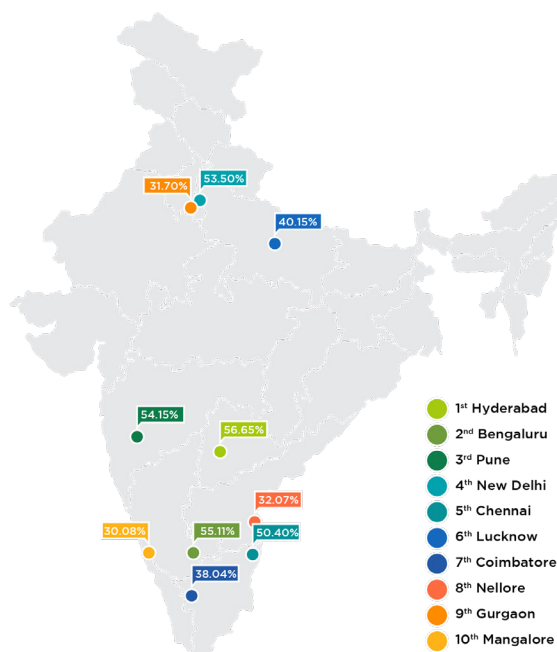 53.50%
31.70%
40.15%
54.15%
56.65%
32.07%
30.08%
55.11%
50.40%
38.04%
1st Hyderabad
2nd Bengaluru
3rd Pune
4th New Delhi
5th Chennai
6th Lucknow
7th Coimbatore
8th Nellore
9th Gurgaon
10th Mangalore